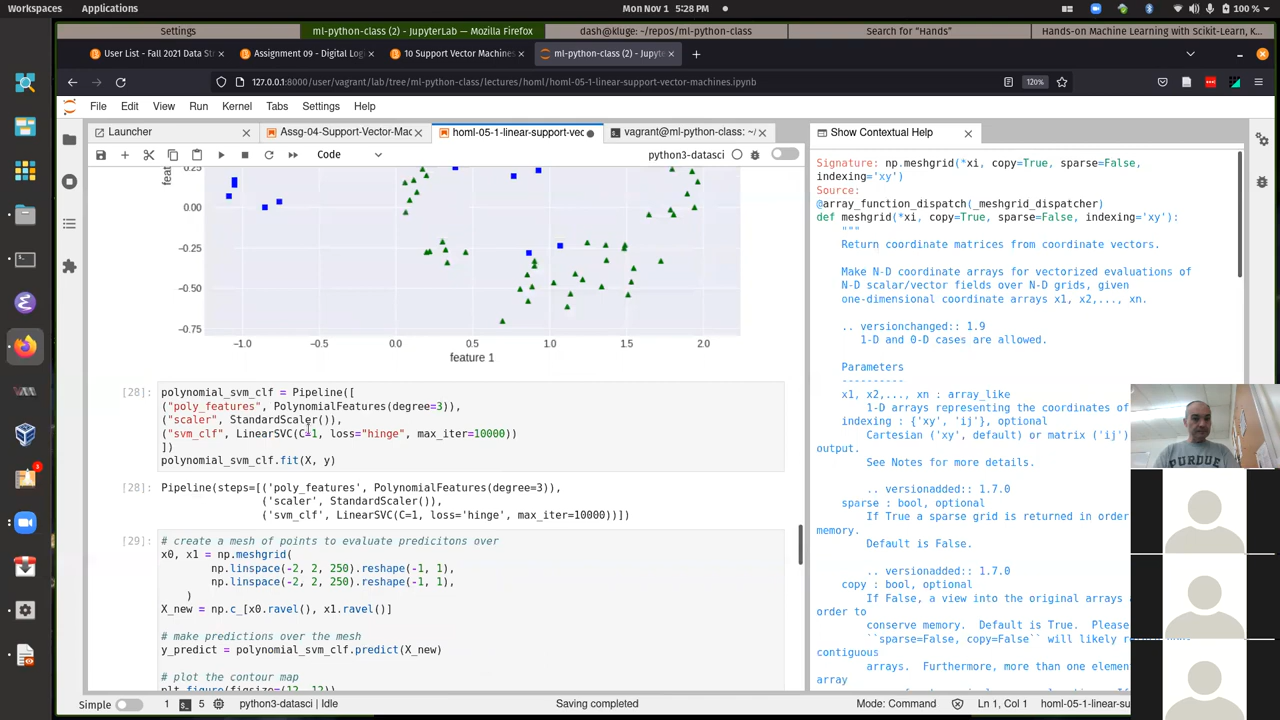 Workspaces
Applications
Mon Nov 1 5:28 PM
100 %
Settings
ml-python-class (2) - JupyterLab — Mozilla Firefox
dash@kluge: ~/repos/ml-python-class
Search for "Hands"
Hands-on Machine Learning with Scikit-Learn, K...
User List - Fall 2021 Data St
Assignment 09 - Digital Logi
10 Support Vector Machines
ml-python-class (2) - Jupyte
127.0.0.1:8000/user/vagrant/lab/tree/ml-python-class/lectures/homl/homl-05-1-linear-support-vector-machines.ipynb
120%
File Edit View Run Kernel Tabs Settings Help
Launcher
Assg-04-Support-Vector-Mac
homl-05-1-linear-support-vec
vagrant@ml-python-class: ~/
Show Contextual Help
Code
python3-datasci
feature
0.25
0.00
−0.25
−0.50
−0.75
−1.0 −0.5 0.0 0.5 1.0 1.5 2.0
feature 1
[28]: polynomial_svm_clf = Pipeline([
("poly_features", PolynomialFeatures(degree=3)),
("scaler", StandardScaler()),
("svm_clf", LinearSVC(C=1, loss="hinge", max_iter=10000))
])
polynomial_svm_clf.fit(X, y)
[28]: Pipeline(steps=[('poly_features', PolynomialFeatures(degree=3)),
('scaler', StandardScaler()),
('svm_clf', LinearSVC(C=1, loss='hinge', max_iter=10000))])
[29]: # create a mesh of points to evaluate predicitons over
x0, x1 = np.meshgrid(
np.linspace(-2, 2, 250).reshape(-1, 1),
np.linspace(-2, 2, 250).reshape(-1, 1),
)
X_new = np.c_[x0.ravel(), x1.ravel()]
# make predictions over the mesh
y_predict = polynomial_svm_clf.predict(X_new)
# plot the contour map
plt.figure(figsize=(12, 12))
Signature: np.meshgrid(*xi, copy=True, sparse=False,
indexing='xy')
Source:
@array_function_dispatch(_meshgrid_dispatcher)
def meshgrid(*xi, copy=True, sparse=False, indexing='xy'):
"""
Return coordinate matrices from coordinate vectors.
Make N-D coordinate arrays for vectorized evaluations of
N-D scalar/vector fields over N-D grids, given
one-dimensional coordinate arrays x1, x2,..., xn.
.. versionchanged:: 1.9
1-D and 0-D cases are allowed.
Parameters
----------
x1, x2,..., xn : array_like
1-D arrays representing the coordinates of
indexing : {'xy', 'ij'}, optional
Cartesian ('xy', default) or matrix ('ij')
output.
See Notes for more details.
.. versionadded:: 1.7.0
sparse : bool, optional
If True a sparse grid is returned in order
memory.
Default is False.
.. versionadded:: 1.7.0
copy : bool, optional
If False, a view into the original arrays
order to
conserve memory. Default is True. Please
``sparse=False, copy=False`` will likely
contiguous
arrays. Furthermore, more than one element
array
PURDUE
Simple
1
5
python3-datasci | Idle
Saving completed
Mode: Command
Ln 1, Col 1
homl-05-1-linear-su